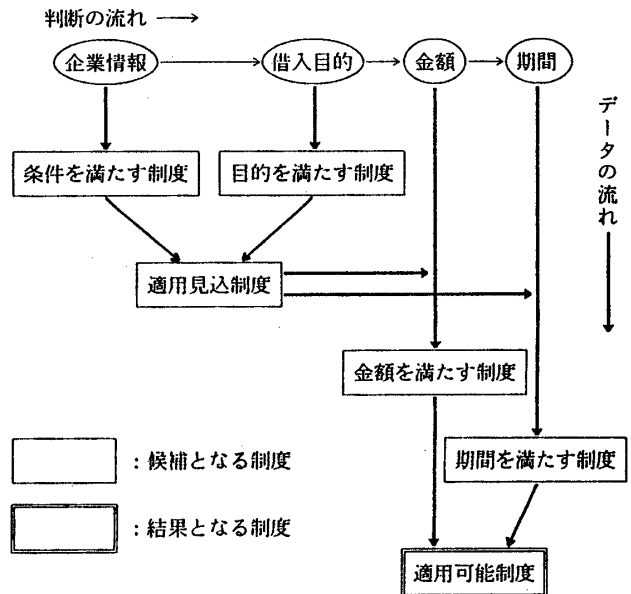 判断の流れ →
企業情報
借入目的
金額
期間
データの流れ
条件を満たす制度
目的を満たす制度
適用見込制度
金額を満たす制度
期間を満たす制度
：候補となる制度
：結果となる制度
適用可能制度